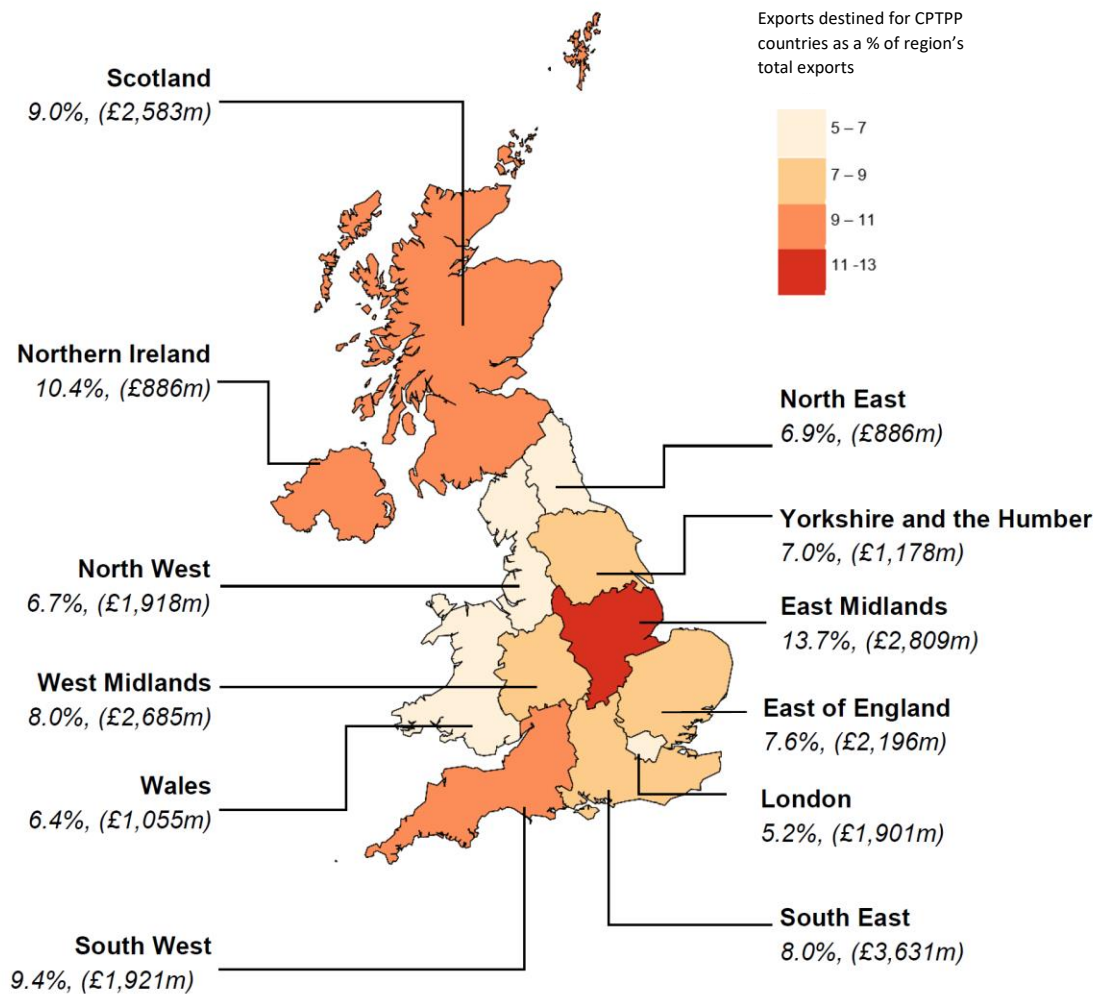 Exports destined for CPTPP
countries as a % of region's
total exports
5 – 7
7 – 9
9 – 11
11 -13
Scotland
9.0%, (£2,583m)
Northern Ireland
10.4%, (£886m)
North East
6.9%, (£886m)
Yorkshire and the Humber
7.0%, (£1,178m)
North West
6.7%, (£1,918m)
East Midlands
13.7%, (£2,809m)
West Midlands
8.0%, (£2,685m)
East of England
7.6%, (£2,196m)
Wales
6.4%, (£1,055m)
London
5.2%, (£1,901m)
South East
8.0%, (£3,631m)
South West
9.4%, (£1,921m)